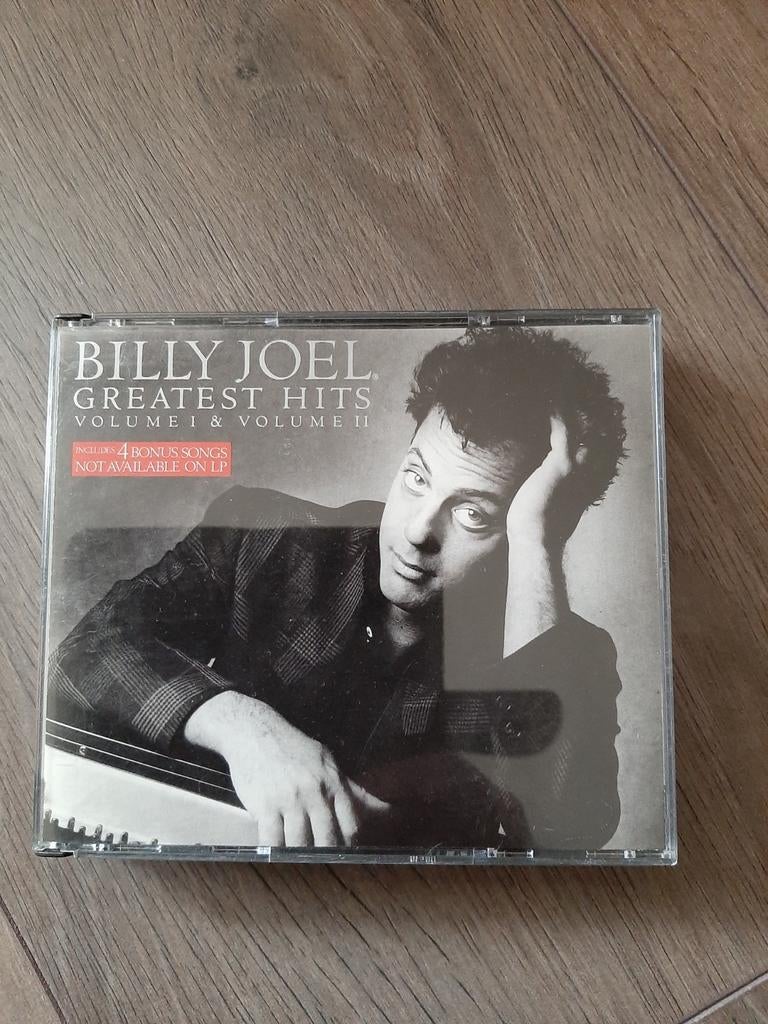 BILLY JOEL®
GREATEST HITS
VOLUME I & VOLUME II
INCLUDES 4 BONUS SONGS
NOT AVAILABLE ON LP